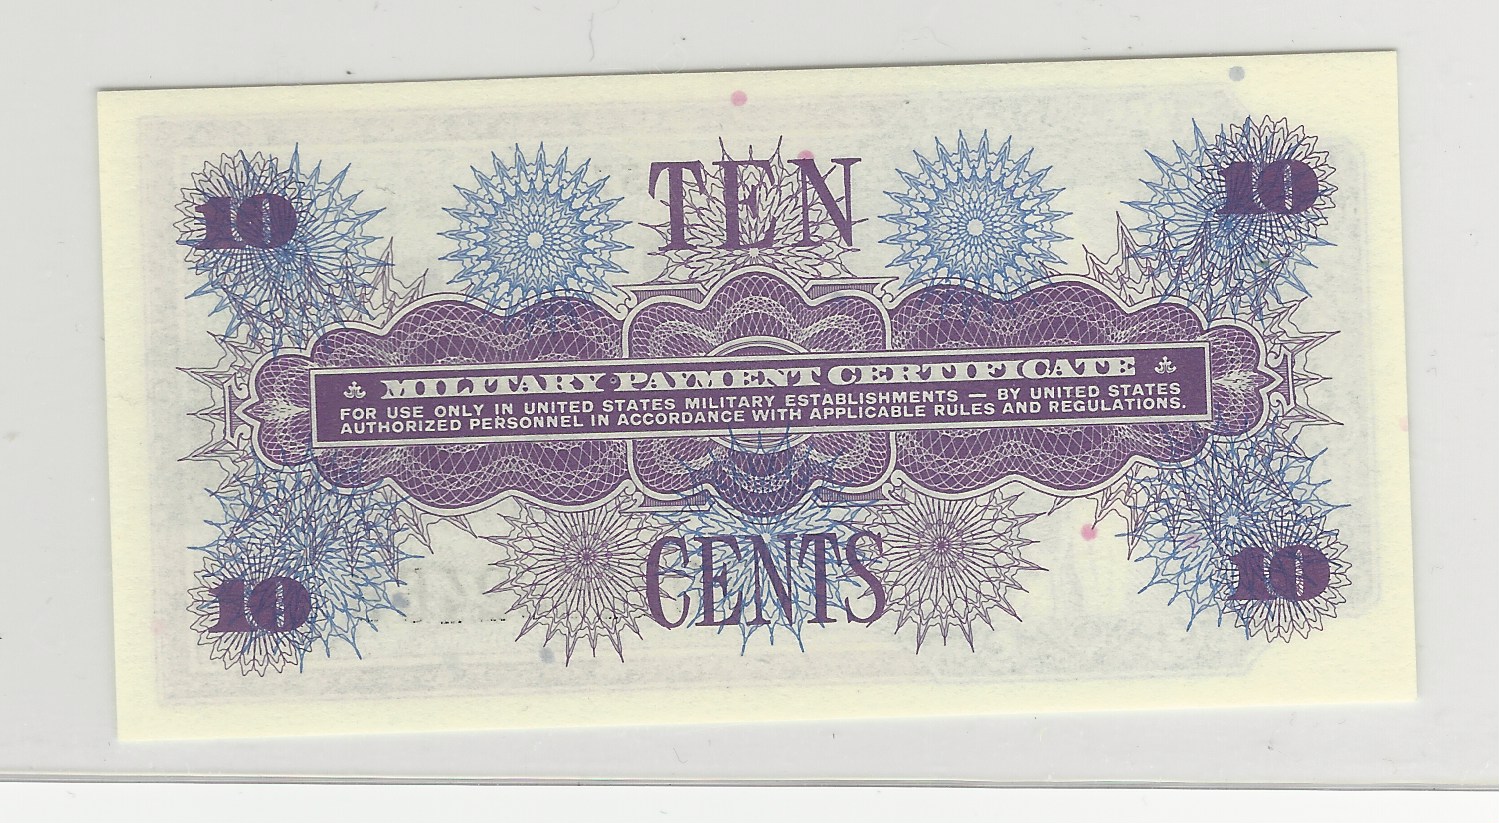 10 TEN 10
MILITARY PAYMENT CERTIFICATE
FOR USE ONLY IN UNITED STATES MILITARY ESTABLISHMENTS — BY UNITED STATES
AUTHORIZED PERSONNEL IN ACCORDANCE WITH APPLICABLE RULES AND REGULATIONS.
10 CENTS 10